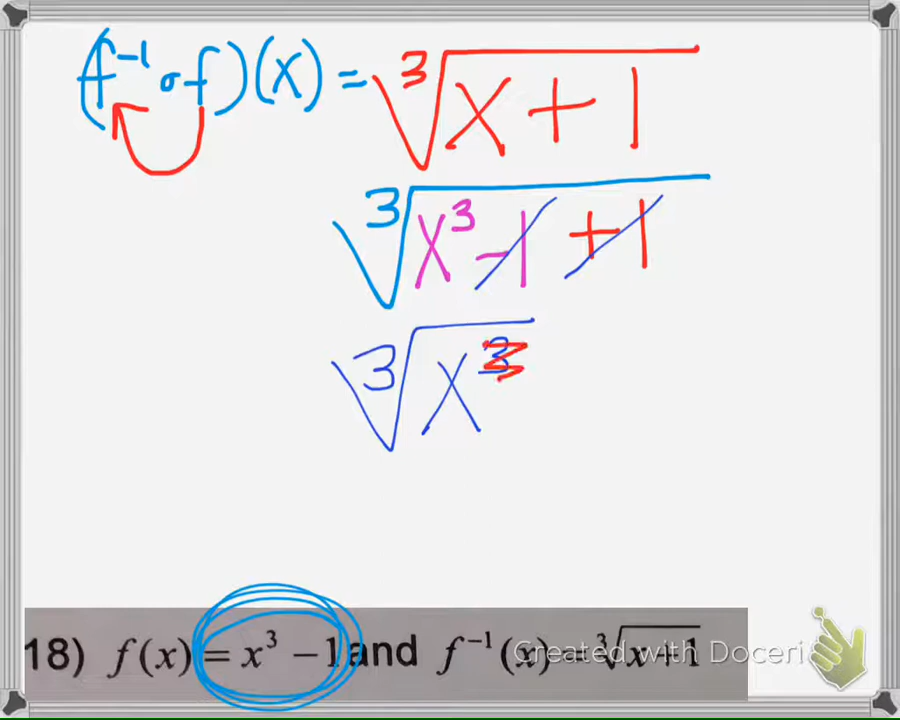 (f⁻¹ o f)(x) = ∛x + 1
∛x³ - 1 + 1
∛x³
18) f(x) = x³ - 1 and f⁻¹(x) = ∛x+1
Created with Doceri